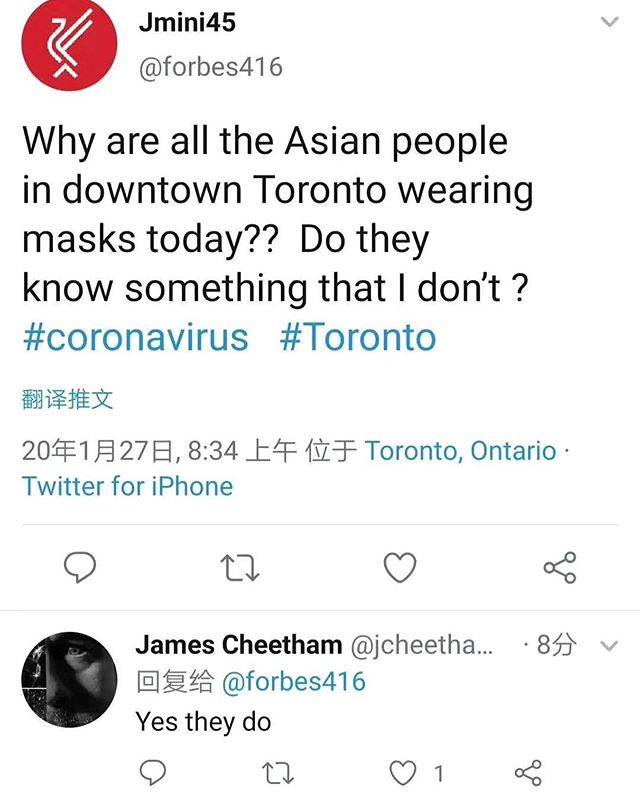 Jmini45
@forbes416
Why are all the Asian people
in downtown Toronto wearing
masks today??  Do they
know something that I don’t ?
#coronavirus   #Toronto
翻译推文
20年1月27日, 8:34 上午 位于 Toronto, Ontario ·
Twitter for iPhone
James Cheetham @jcheetha... · 8分
回复给 @forbes416
Yes they do
1